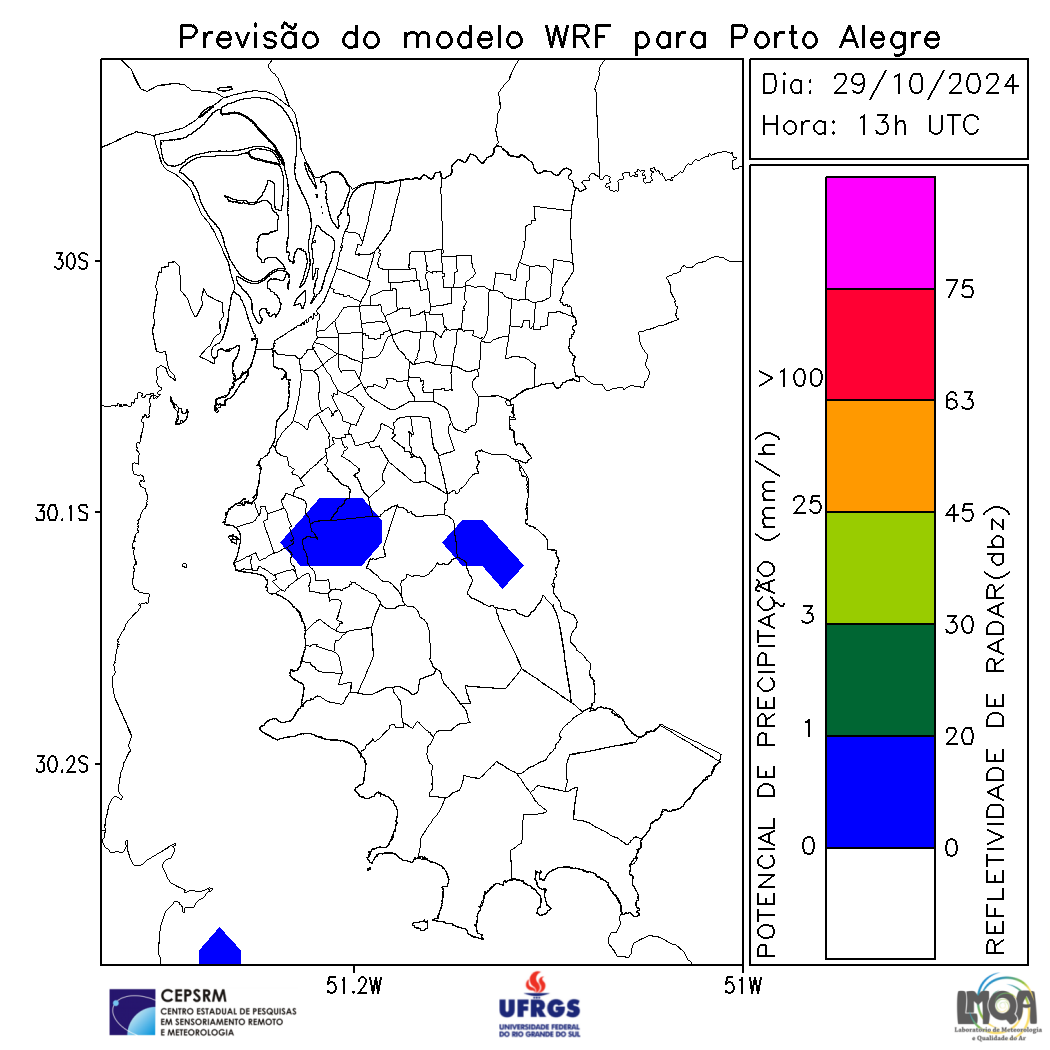 Previsão do modelo WRF para Porto Alegre
Dia: 29/10/2024
Hora: 13h UTC
30S
30.1S
30.2S
51.2W
51W
POTENCIAL DE PRECIPITAÇÃO (mm/h)
>100
25
3
1
0
75
63
45
30
20
0
REFLETIVIDADE DE RADAR(dbz)
CEPSRM
CENTRO ESTADUAL DE PESQUISAS
EM SENSORIAMENTO REMOTO
E METEOROLOGIA
UFRGS
UNIVERSIDADE FEDERAL
DO RIO GRANDE DO SUL
LMQA
Laboratório de Meteorologia
e Qualidade do Ar